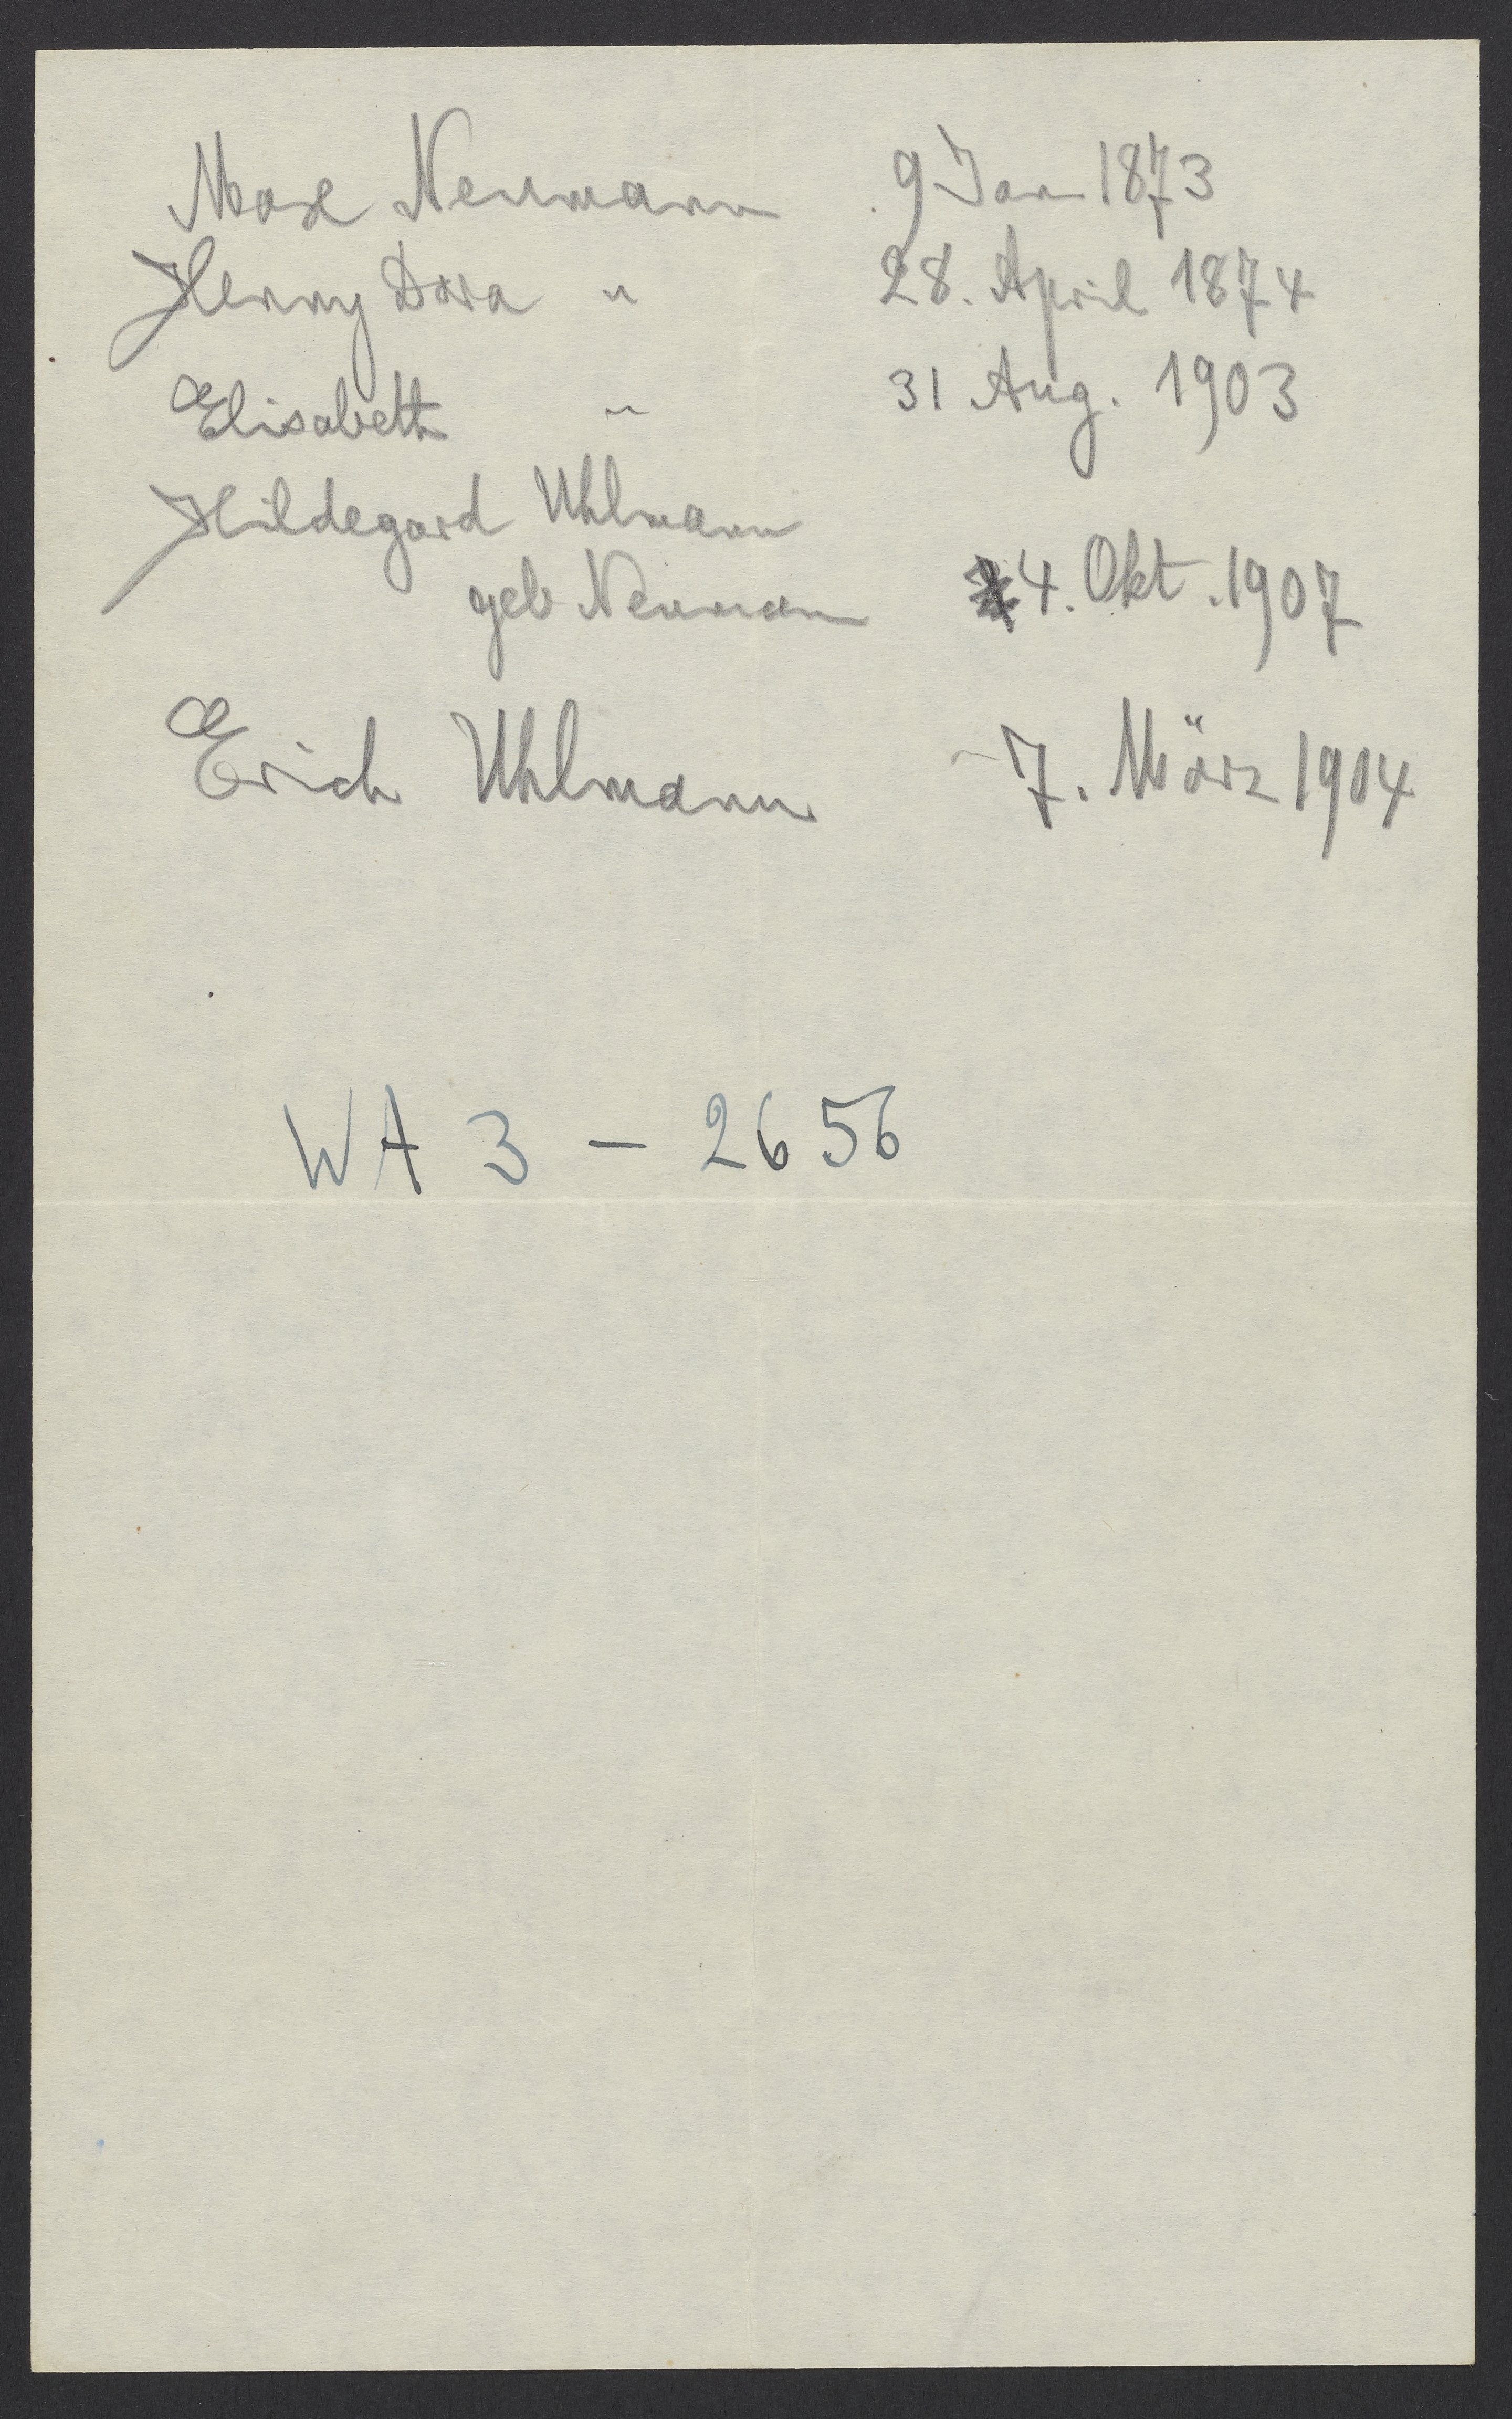 Max Neumann 9 Jan 1873
Henny Dora " 28. April 1874
Elisabeth " 31 Aug. 1903
Hildegard Uhlmann
geb Neumann 4. Okt. 1907
Erich Uhlmann 7. März 1904
WA 3 - 2656